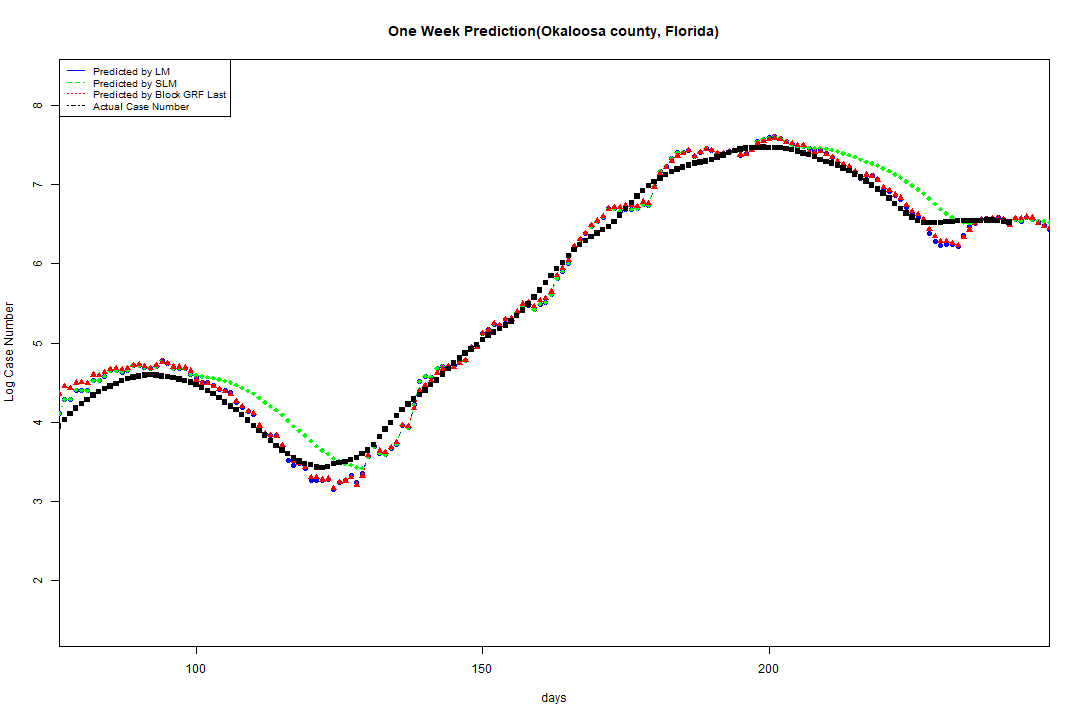 One Week Prediction(Okaloosa county, Florida)
Predicted by LM
Predicted by SLM
Predicted by Block GRF Last
Actual Case Number
8
7
6
5
4
3
2
Log Case Number
100 150 200
days